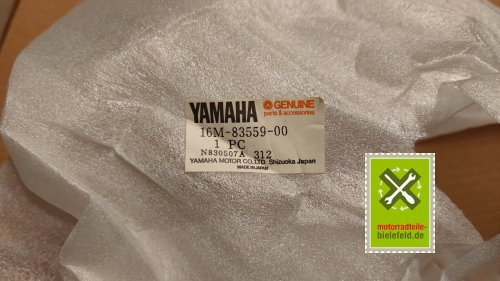 YAMAHA GENUINE
parts & accessories
16M-83559-00
1 PC
N830507A 312
YAMAHA MOTOR CO.,LTD. Shizuoka Japan
MADE IN JAPAN
motorradteile-
bielefeld.de